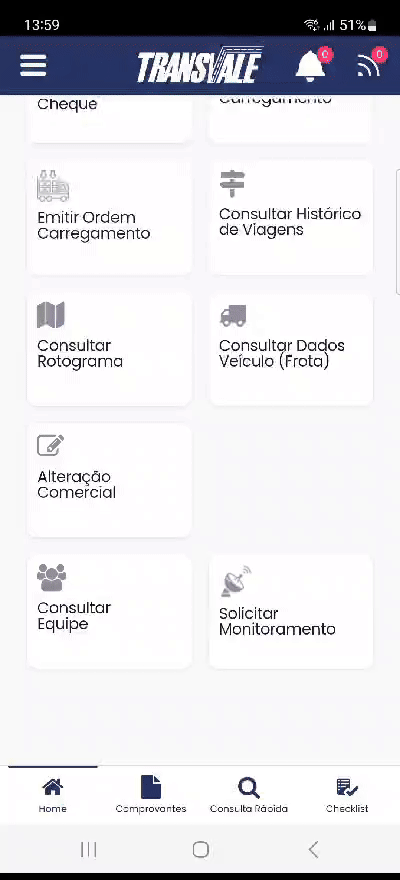 13:59
51%
TRANSVALE
0
0
Cheque
Carregamento
Emitir Ordem
Carregamento
Consultar Histórico
de Viagens
Consultar
Rotograma
Consultar Dados
Veículo (Frota)
Alteração
Comercial
Consultar
Equipe
Solicitar
Monitoramento
Home
Comprovantes
Consulta Rápida
Checklist